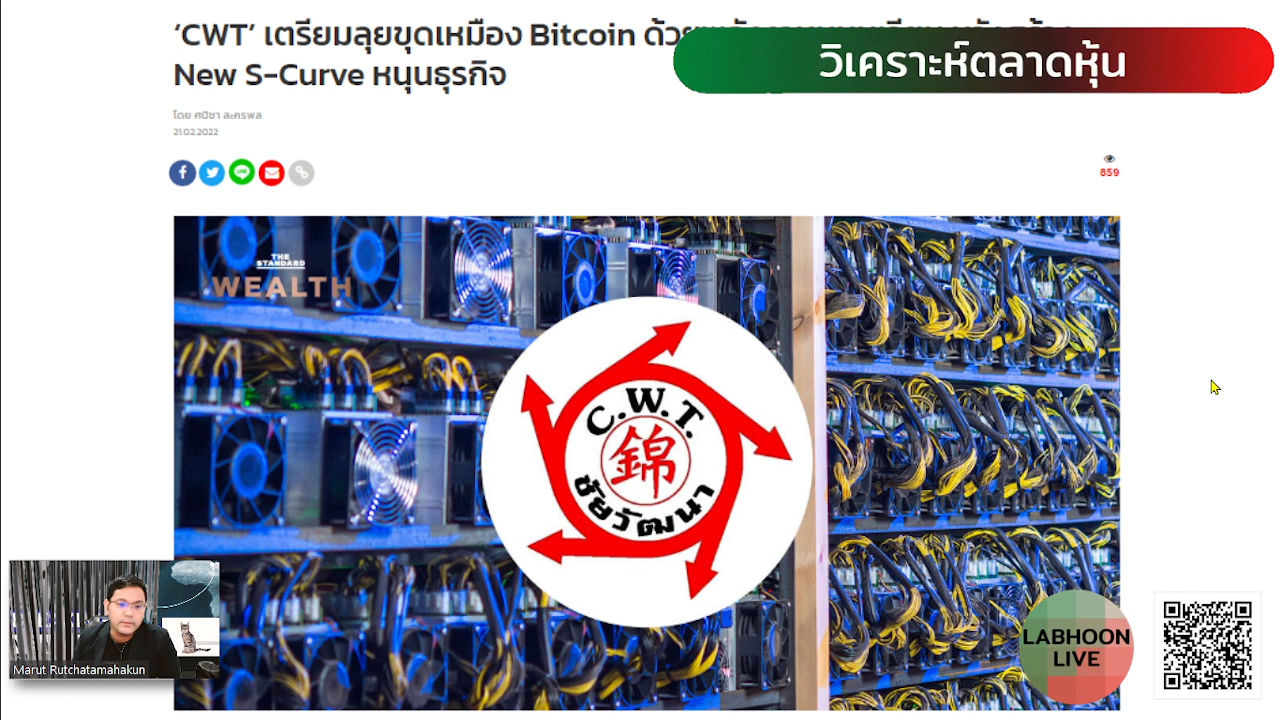 ‘CWT’ เตรียมลุยขุดเหมือง Bitcoin ด้วย
New S-Curve หนุนธุรกิจ
วิเคราะห์ตลาดหุ้น
โดย ศนิชา ละครพล
21.02.2022
859
THE
STANDARD
WEALTH
C.W.T.
錦
ชัยวัฒนา
Marut Rutchatamahakun
LABHOON
LIVE